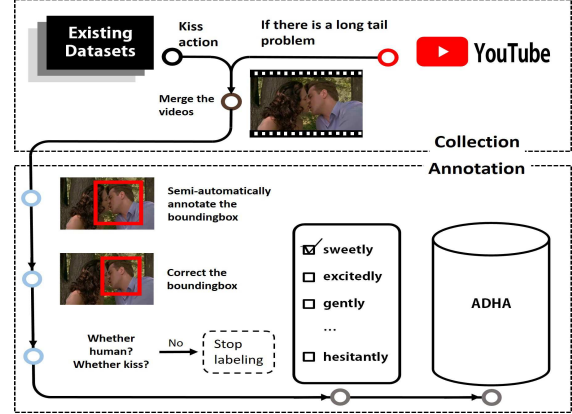 Existing
Datasets
Kiss
action
If there is a long tail
problem
YouTube
Merge the
videos
Collection
Annotation
Semi-automatically
annotate the
boundingbox
Correct the
boundingbox
Whether
human?
Whether kiss?
No
Stop
labeling
sweetly
excitedly
gently
...
hesitantly
ADHA